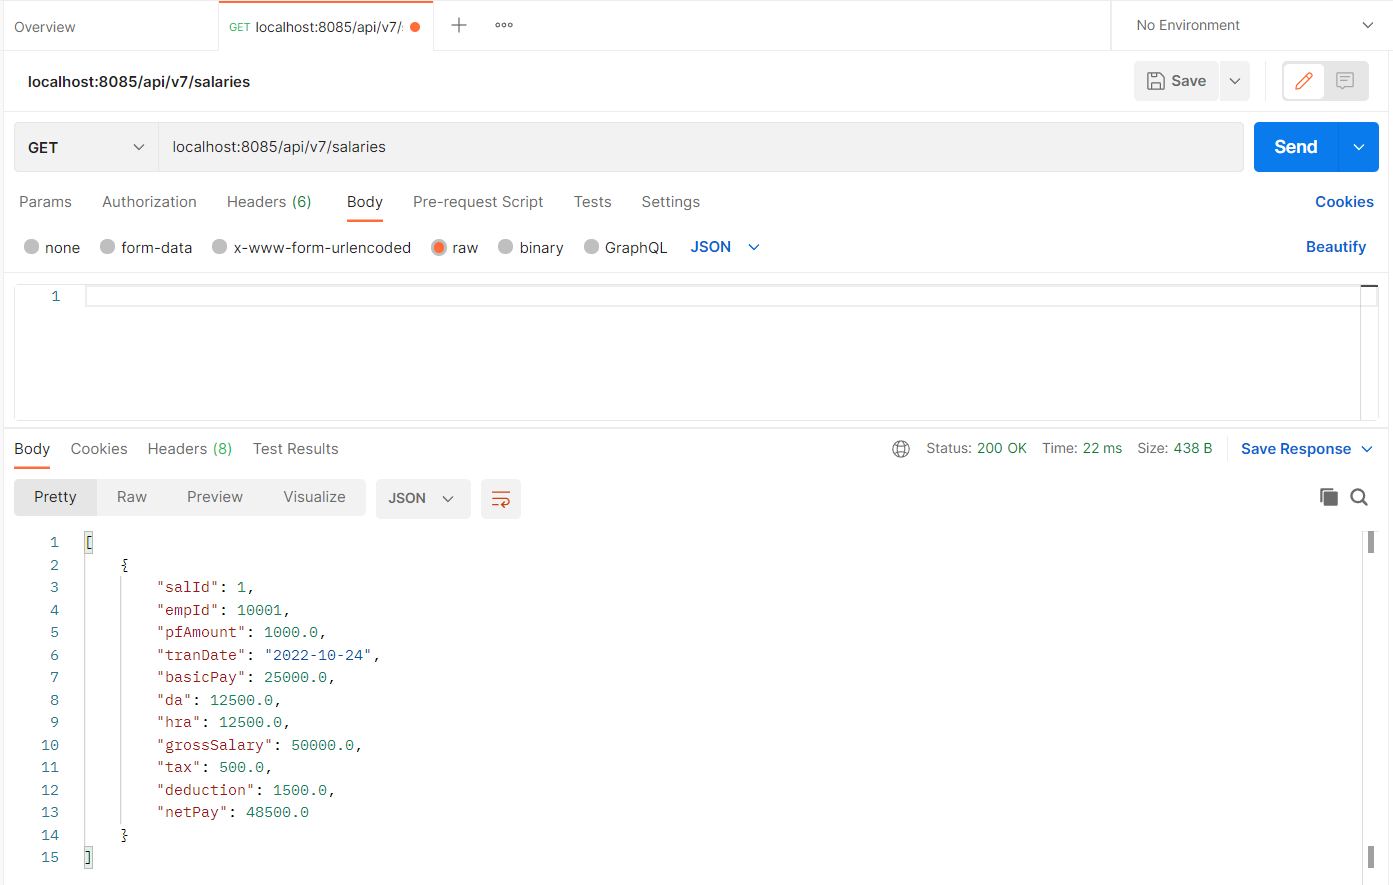 Overview
GET localhost:8085/api/v7/
No Environment
localhost:8085/api/v7/salaries
Save
GET
localhost:8085/api/v7/salaries
Send
Params Authorization Headers (6) Body Pre-request Script Tests Settings Cookies
none form-data x-www-form-urlencoded raw binary GraphQL JSON Beautify
1
Body Cookies Headers (8) Test Results Status: 200 OK Time: 22 ms Size: 438 B Save Response
Pretty Raw Preview Visualize JSON
1 [
2 {
3 "salId": 1,
4 "empId": 10001,
5 "pfAmount": 1000.0,
6 "tranDate": "2022-10-24",
7 "basicPay": 25000.0,
8 "da": 12500.0,
9 "hra": 12500.0,
10 "grossSalary": 50000.0,
11 "tax": 500.0,
12 "deduction": 1500.0,
13 "netPay": 48500.0
14 }
15 ]